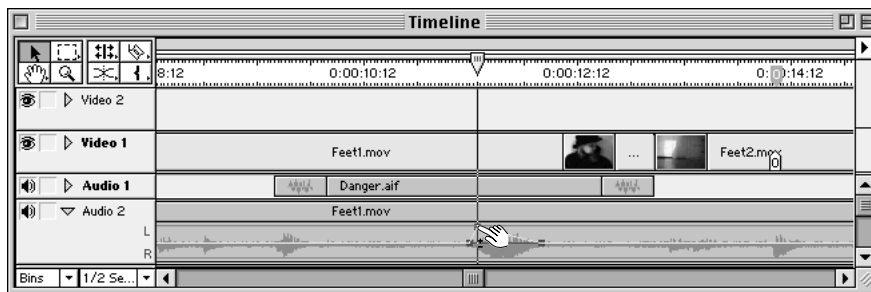 Timeline
8:12 0:00:10:12 0:00:12:12 0:00:14:12
Video 2
Video 1 Feet1.mov ... Feet2.mov
0
Audio 1 Danger.aif
Audio 2 Feet1.mov
L
R
Bins 1/2 Se...